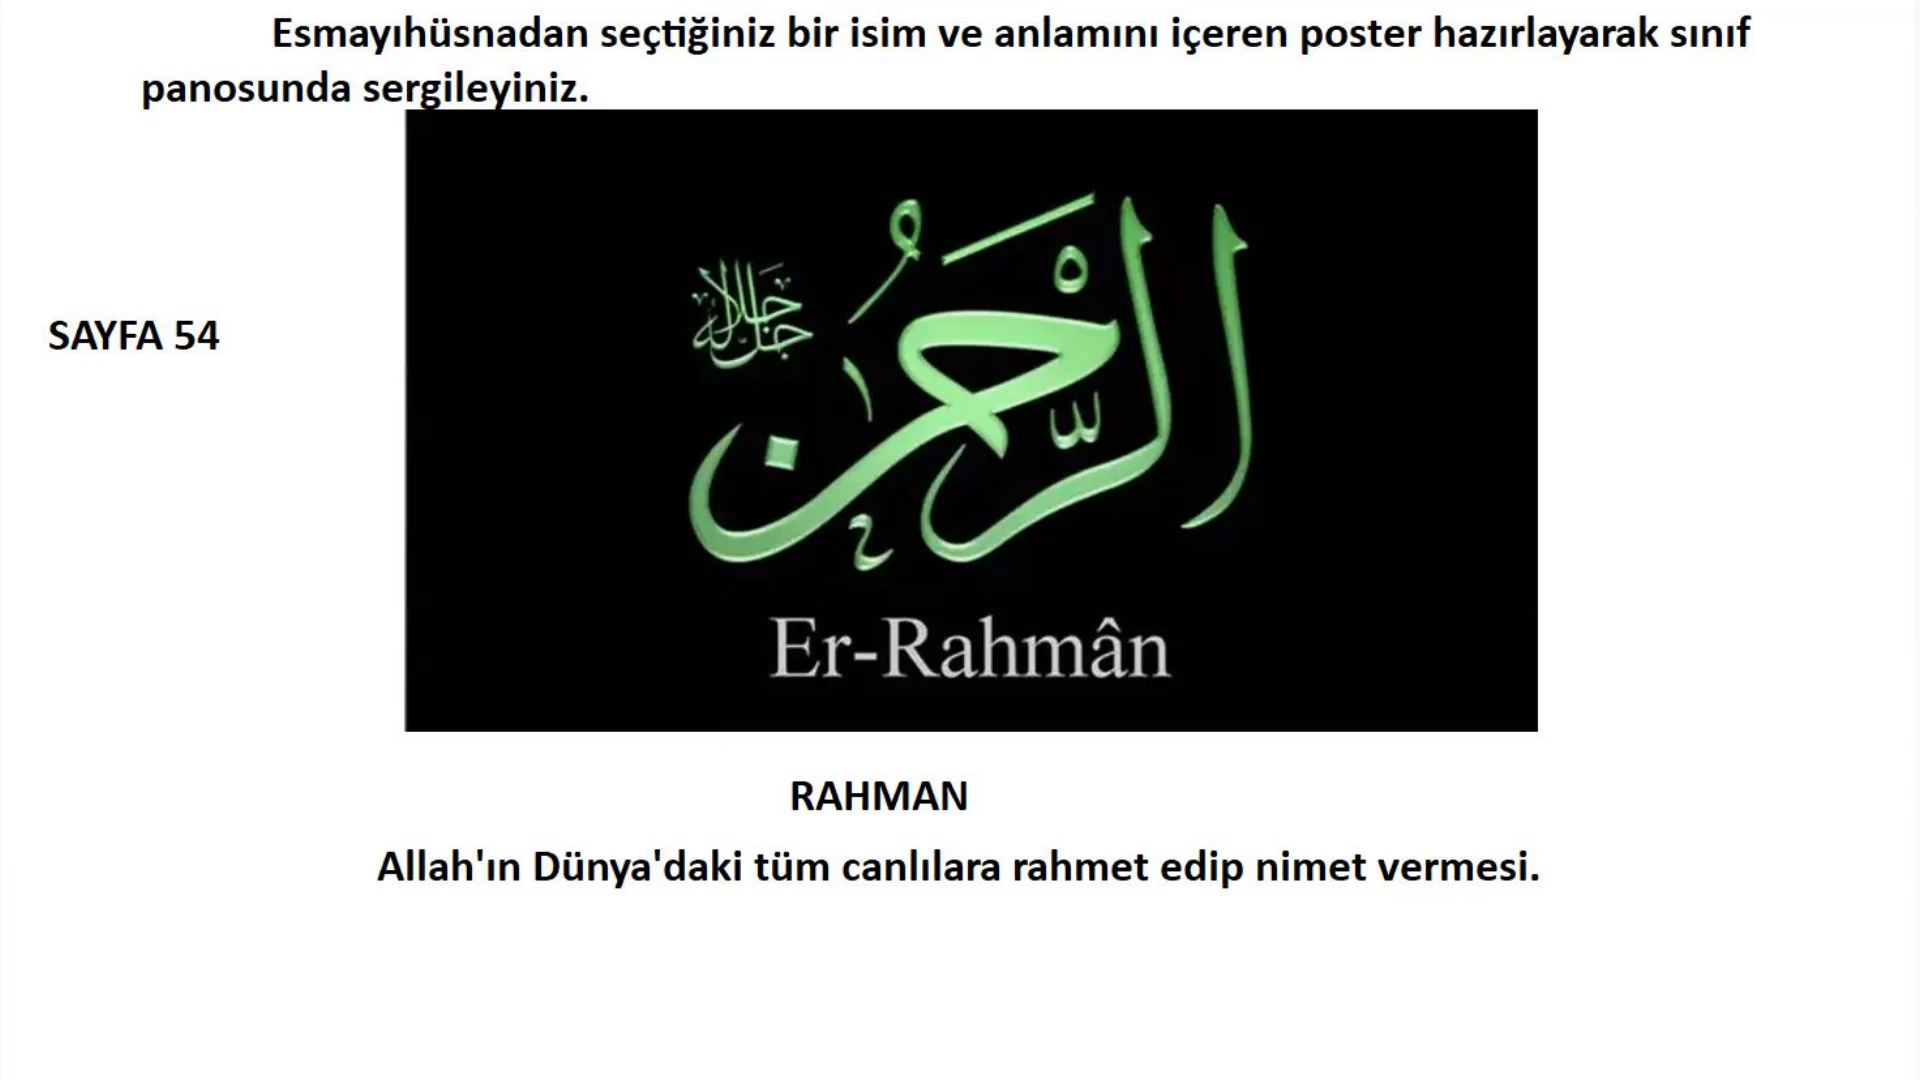 Esmayıhüsnadan seçtiğiniz bir isim ve anlamını içeren poster hazırlayarak sınıf
panosunda sergileyiniz.
SAYFA 54
الرَّحْمٰنُ
جل جلاله
Er-Rahmân
RAHMAN
Allah'ın Dünya'daki tüm canlılara rahmet edip nimet vermesi.